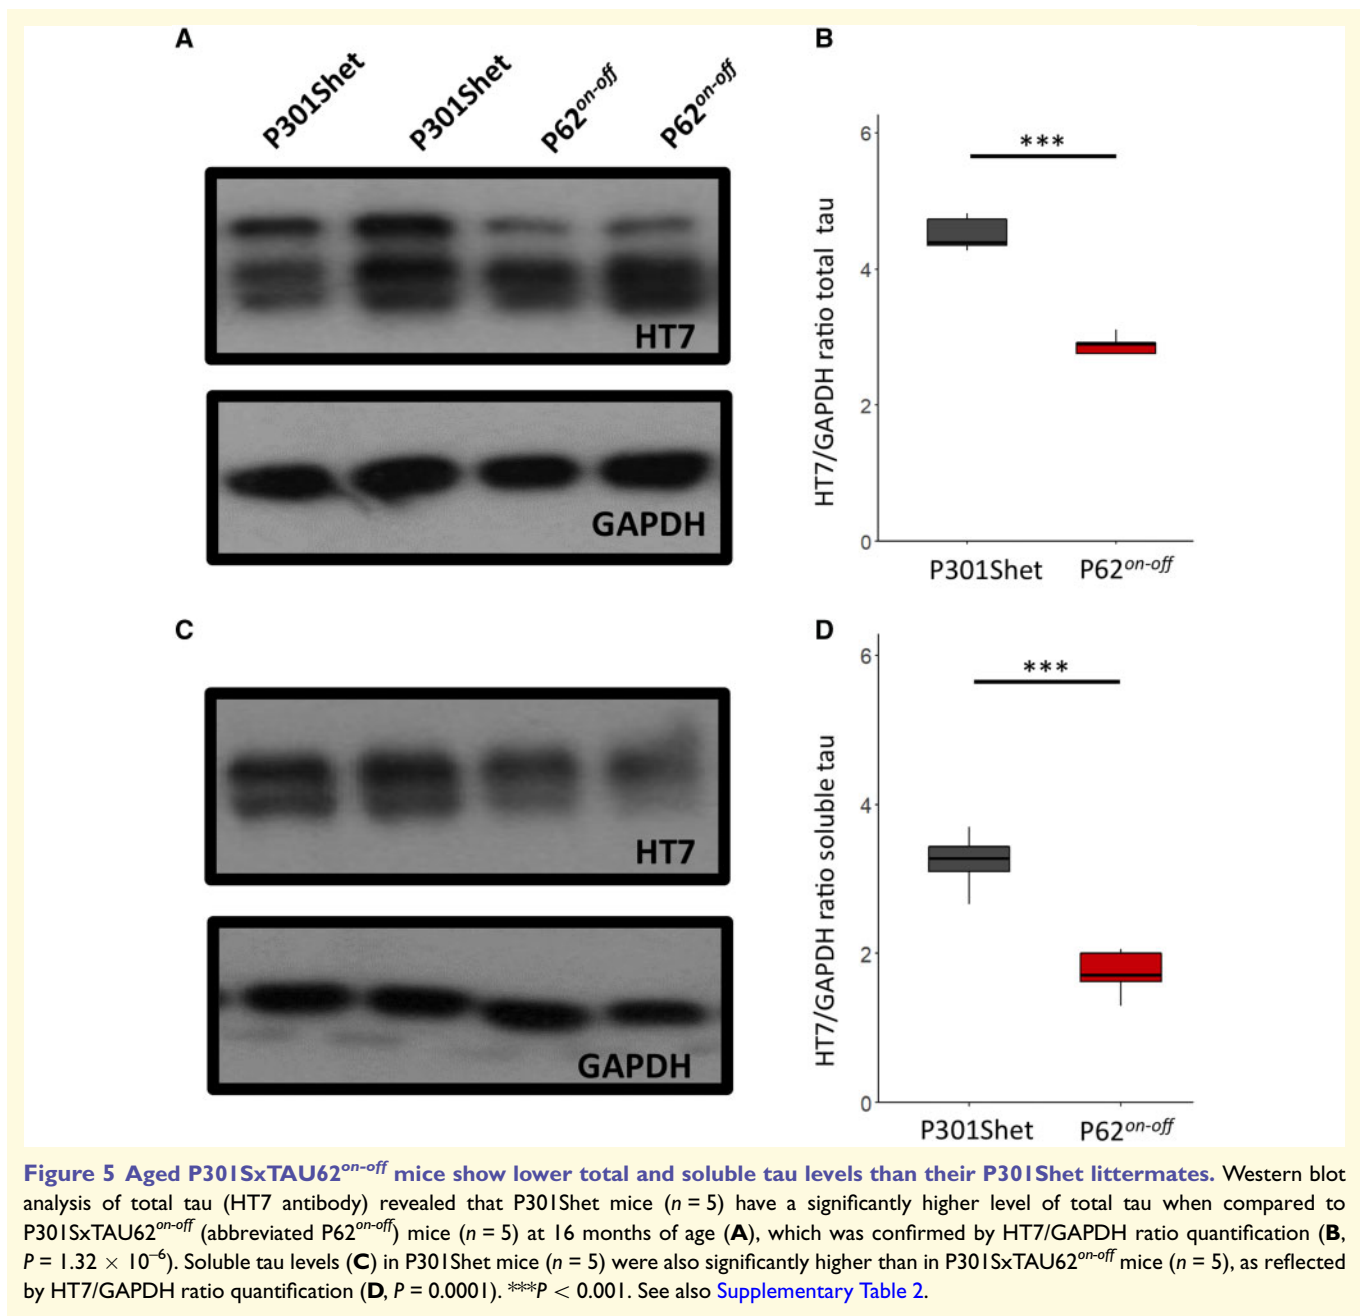 A
P301Shet
P301Shet
P62on-off
P62on-off
HT7
GAPDH
B
HT7/GAPDH ratio total tau
6
4
2
0
***
P301Shet
P62on-off
C
HT7
GAPDH
D
HT7/GAPDH ratio soluble tau
6
4
2
0
***
P301Shet
P62on-off
Figure 5 Aged P301SxTAU62on-off mice show lower total and soluble tau levels than their P301Shet littermates. Western blot
analysis of total tau (HT7 antibody) revealed that P301Shet mice (n = 5) have a significantly higher level of total tau when compared to
P301SxTAU62on-off (abbreviated P62on-off) mice (n = 5) at 16 months of age (A), which was confirmed by HT7/GAPDH ratio quantification (B,
P = 1.32 × 10–6). Soluble tau levels (C) in P301Shet mice (n = 5) were also significantly higher than in P301SxTAU62on-off mice (n = 5), as reflected
by HT7/GAPDH ratio quantification (D, P = 0.0001). ***P < 0.001. See also Supplementary Table 2.